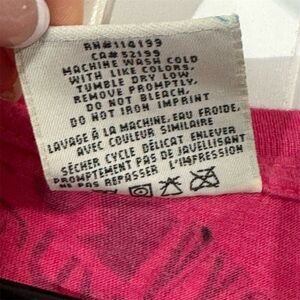 RN#114199
CA#52159
MACHINE WASH COLD
WITH LIKE COLORS,
TUMBLE DRY LOW,
REMOVE PROMPTLY,
DO NOT BLEACH,
DO NOT IRON IMPRINT
LAVAGE À LA MACHINE, EAU FROIDE,
AVEC COULEUR SIMILAIRE
SÉCHER CYCLE DÉLICAT ENLEVER
PROMPTEMENT PAS DE JAVELLISANT
NE PAS REPASSER L'IMPRESSION